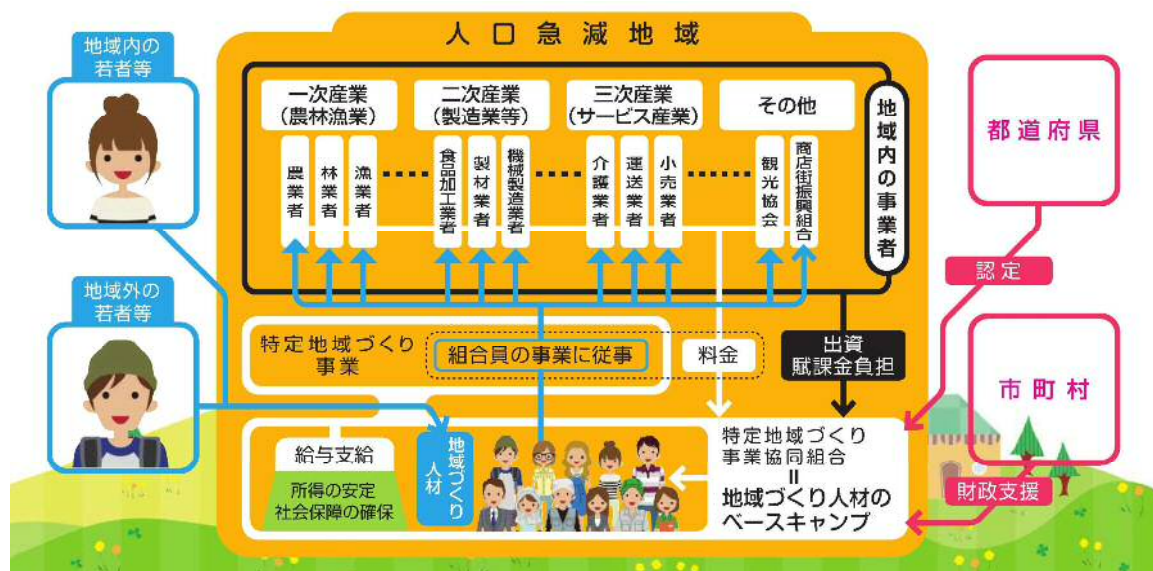 人口急減地域
地域内の
若者等
一次産業
(農林漁業)
二次産業
(製造業等)
三次産業
(サービス産業)
その他
地域内の事業者
農業者
林業者
漁業者
食品加工業者
製材業者
機械製造業者
介護業者
運送業者
小売業者
観光協会
商店街振興組合
都道府県
認定
地域外の
若者等
特定地域づくり
事業
組合員の事業に従事
料金
出資
賦課金負担
市町村
財政支援
給与支給
所得の安定
社会保障の確保
地域づくり
人材
特定地域づくり
事業協同組合
=
地域づくり人材の
ベースキャンプ